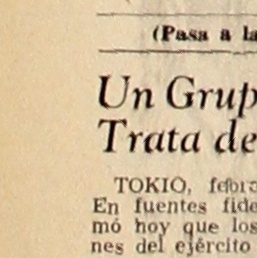 (Pasa a la
Un Grup
Trata de
TOKIO,
En fuentes fide
mó hoy que los
nes del ejército